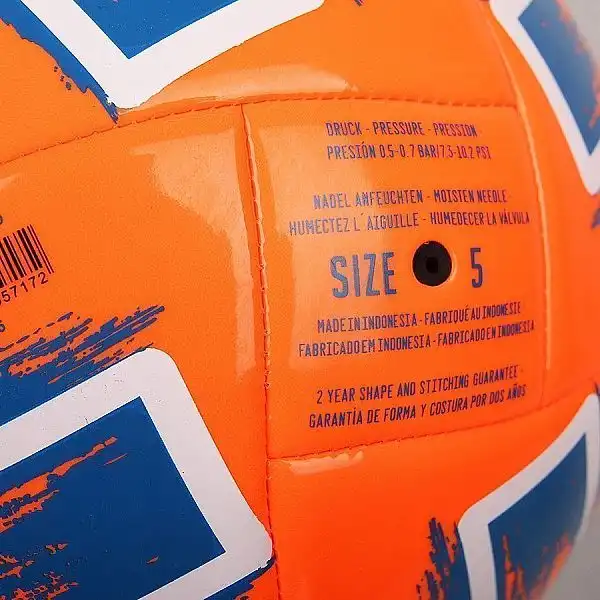 57172
DRUCK - PRESSURE - PRESSION
PRESIÓN 0.5-0.7 BAR/7.3-10.2 PSI
NADEL ANFEUCHTEN - MOISTEN NEEDLE
HUMECTEZ L´AIGUILLE - HUMEDECER LA VÁLVULA
SIZE 5
MADE IN INDONESIA - FABRIQUÉ AU INDONESIE
FABRICADO EM INDONESIA - FABRICADO EN INDONESIA
2 YEAR SHAPE AND STITCHING GUARANTEE
GARANTÍA DE FORMA Y COSTURA POR DOS AÑOS